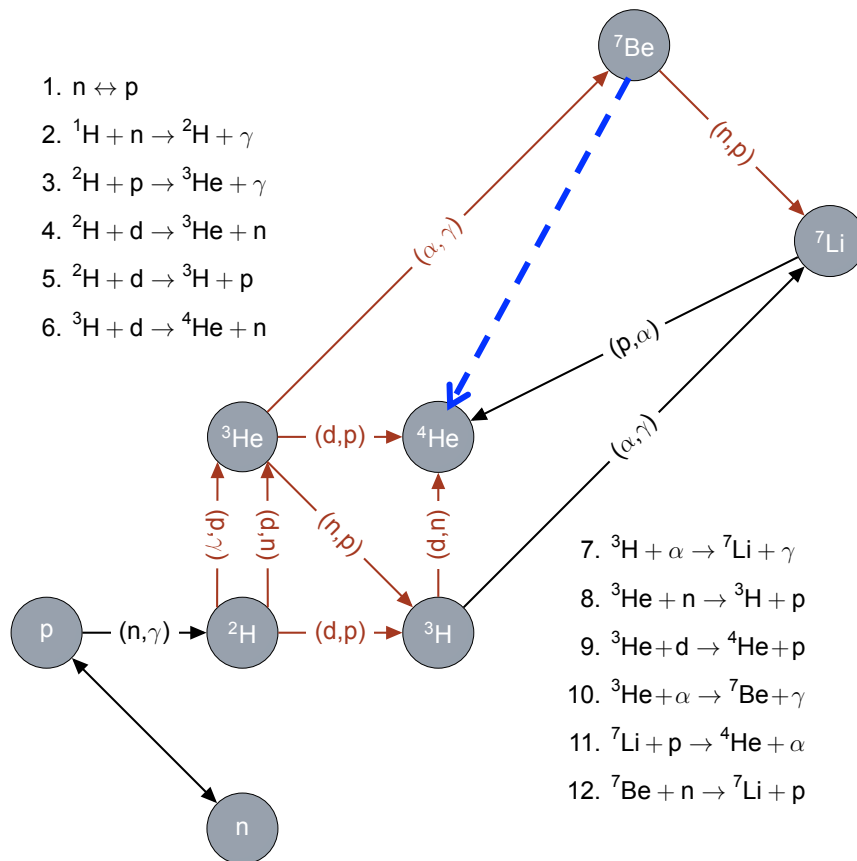 ⁷Be
1. n ↔ p
2. ¹H + n → ²H + γ
3. ²H + p → ³He + γ
4. ²H + d → ³He + n
5. ²H + d → ³H + p
6. ³H + d → ⁴He + n
(n,p)
⁷Li
(α, γ)
(p,α)
³He
(d,p)
⁴He
(α,γ)
(p,γ)
(d,n)
(n,p)
(d,n)
7. ³H + α → ⁷Li + γ
8. ³He + n → ³H + p
9. ³He + d → ⁴He + p
10. ³He + α → ⁷Be + γ
11. ⁷Li + p → ⁴He + α
12. ⁷Be + n → ⁷Li + p
p
(n,γ)
²H
(d,p)
³H
n